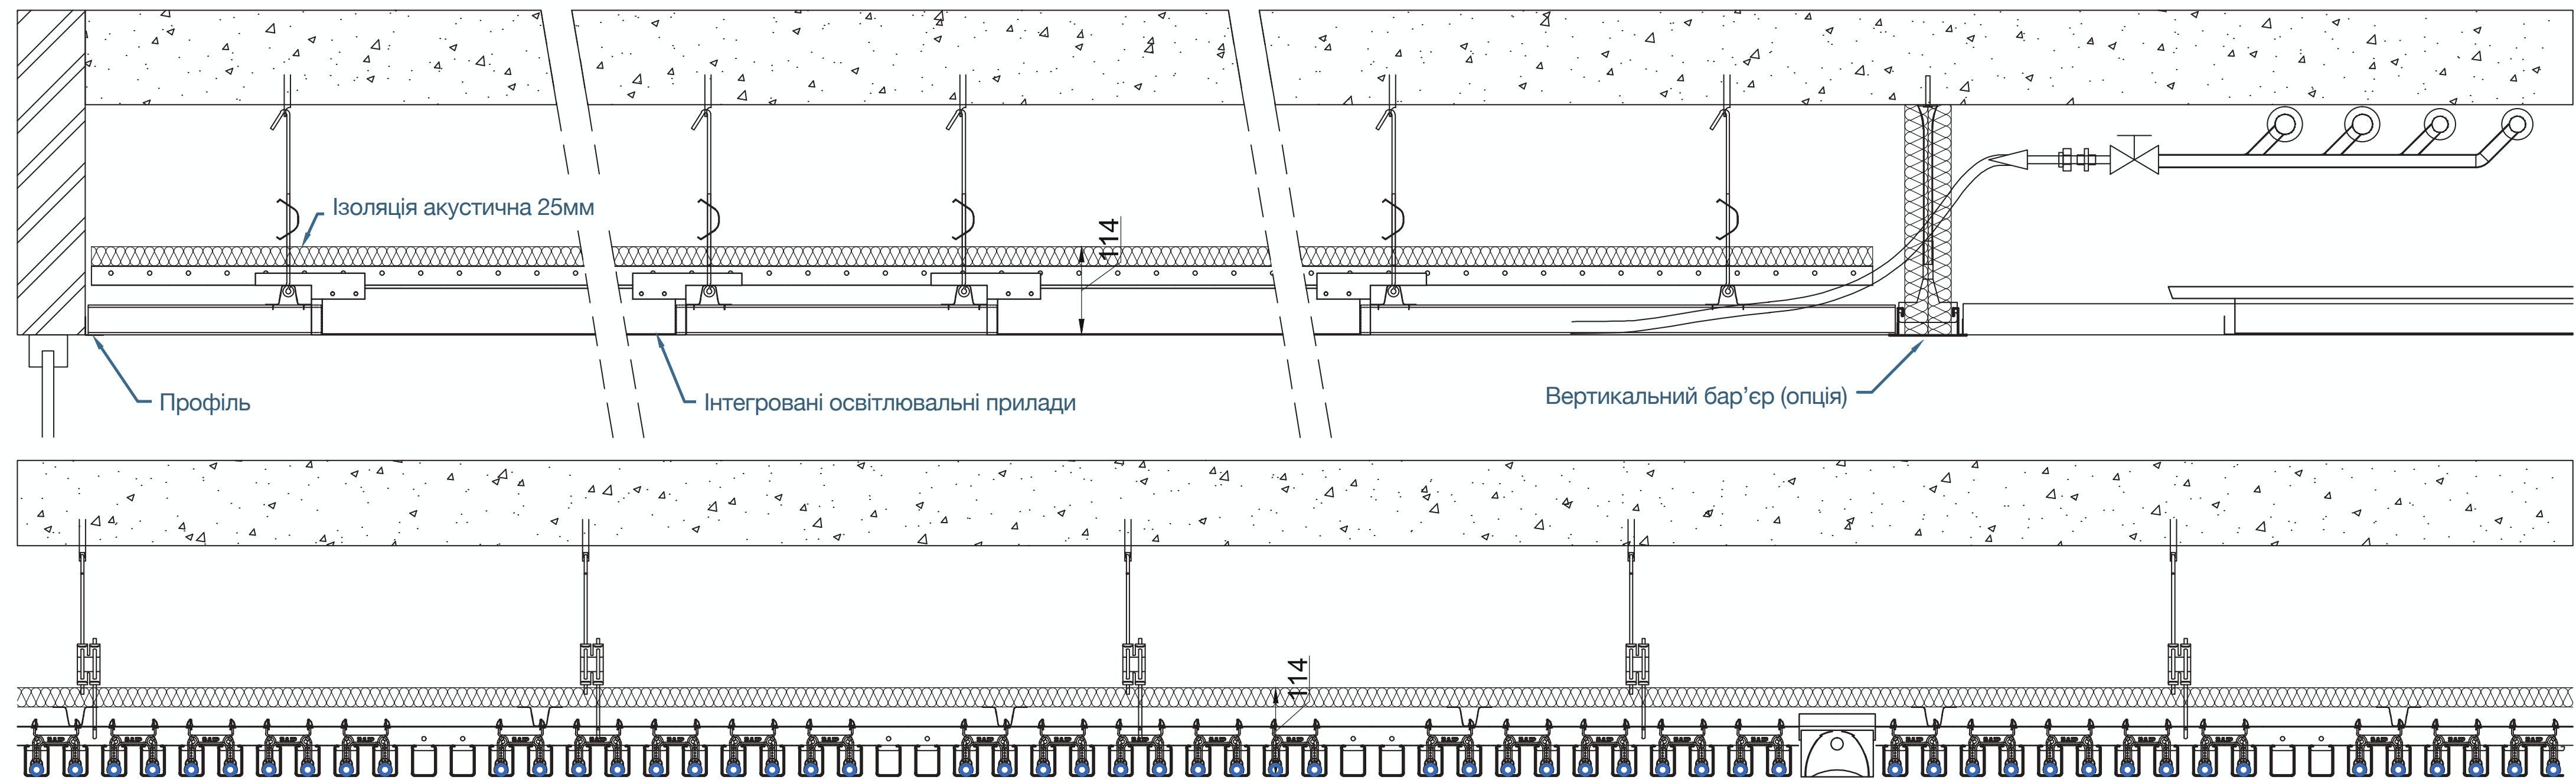 Ізоляція акустична 25мм
114
Профіль
Інтегровані освітлювальні прилади
Вертикальний бар’єр (опція)
114